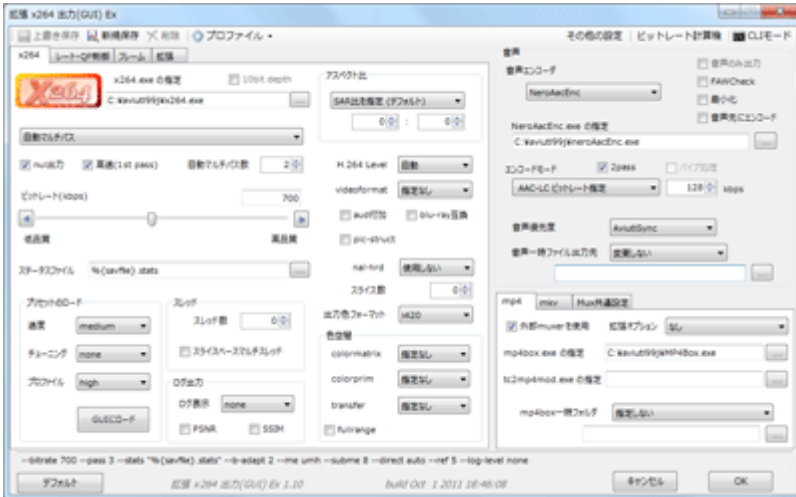 拡張 x264 出力(GUI) Ex
上書き保存 新規保存 削除 プロファイル
その他の設定 ビットレート計算機 CLIモード
x264 レート・QP制御 フレーム 拡張
x264
x264.exe の指定 10bit depth
C:¥aviutl99j¥x264.exe ...
自動マルチパス
nul出力 高速(1st pass) 自動マルチパス数 2
ビットレート(kbps) 700
低品質 高品質
ステータスファイル %{savfile}.stats ...
プリセットのロード
速度 medium
チューニング none
プロファイル high
GUIにロード
スレッド
スレッド数 0
スライスベースマルチスレッド
ログ出力
ログ表示 none
PSNR SSIM
アスペクト比
SAR比を指定 (デフォルト)
0 : 0
H.264 Level 自動
videoformat 指定なし
aud付加 blu-ray互換
pic-struct
nal-hrd 使用しない
スライス数 0
出力色フォーマット i420
色空間
colormatrix 指定なし
colorprim 指定なし
transfer 指定なし
fullrange
音声
音声エンコーダ
NeroAacEnc
音声のみ出力
FAWCheck
最小化
音声先にエンコード
NeroAacEnc.exe の指定
C:¥aviutl99j¥neroAacEnc.exe ...
エンコードモード 2pass パイプ処理
AAC-LC ビットレート指定 128 kbps
音声優先度 AviutlSync
音声一時ファイル出力先 変更しない
...
mp4 mkv Mux共通設定
外部muxerを使用 拡張オプション なし
mp4box.exe の指定 C:¥aviutl99j¥MP4Box.exe ...
tc2mp4mod.exe の指定 ...
mp4box一時フォルダ 指定しない
...
--bitrate 700 --pass 3 --stats "%{savfile}.stats" --b-adapt 2 --me umh --subme 8 --direct auto --ref 5 --log-level none
デフォルト 拡張 x264 出力(GUI) Ex 1.10 build Oct 1 2011 18:46:08 キャンセル OK